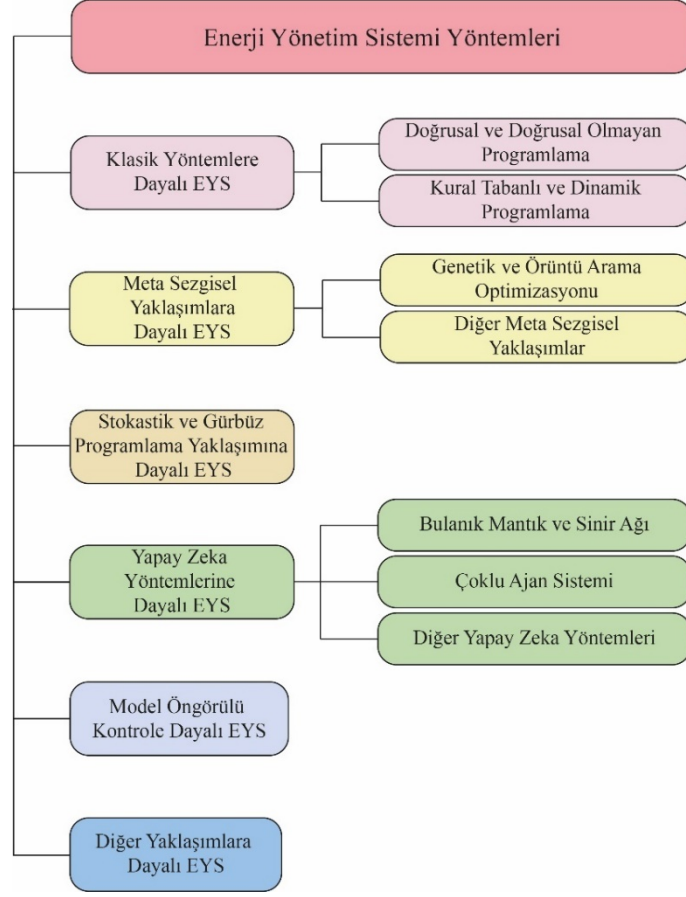 Enerji Yönetim Sistemi Yöntemleri
Klasik Yöntemlere
Dayalı EYS
Doğrusal ve Doğrusal Olmayan
Programlama
Kural Tabanlı ve Dinamik
Programlama
Meta Sezgisel
Yaklaşımlara
Dayalı EYS
Genetik ve Örüntü Arama
Optimizasyonu
Diğer Meta Sezgisel
Yaklaşımlar
Stokastik ve Gürbüz
Programlama Yaklaşımına
Dayalı EYS
Yapay Zeka
Yöntemlerine
Dayalı EYS
Bulanık Mantık ve Sinir Ağı
Çoklu Ajan Sistemi
Diğer Yapay Zeka Yöntemleri
Model Öngörülü
Kontrole Dayalı EYS
Diğer Yaklaşımlara
Dayalı EYS